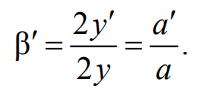 β′ = 2y′/2y = a′/a.